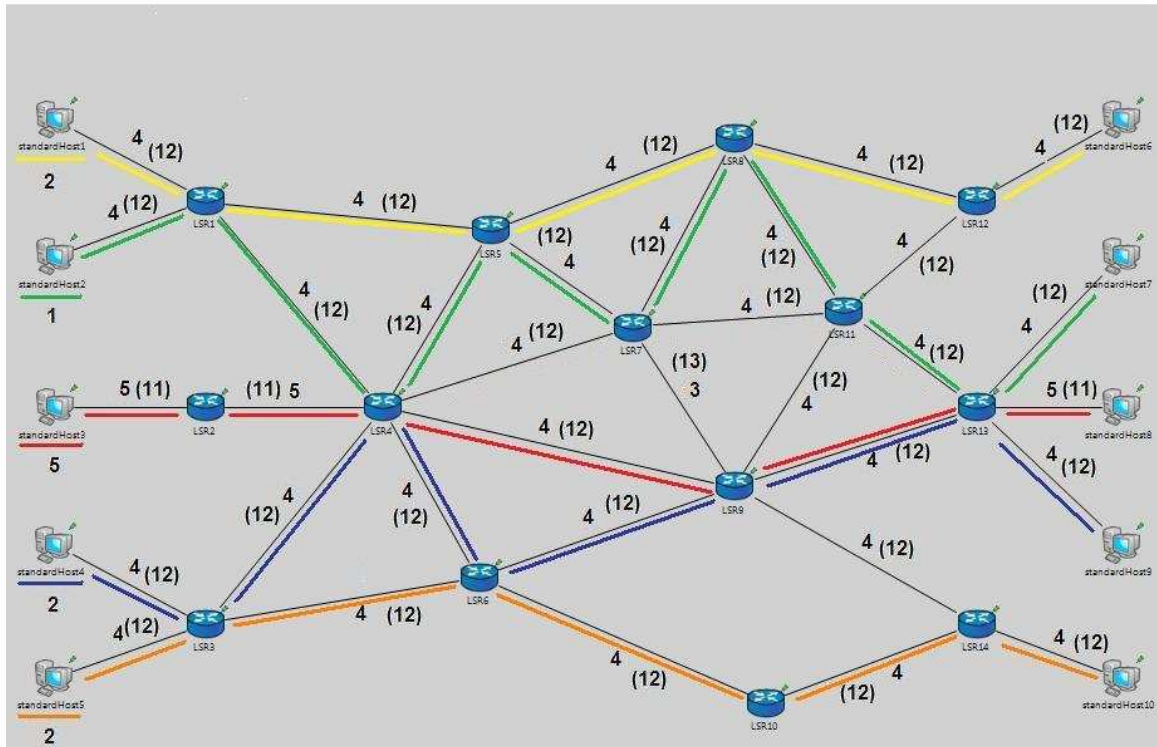 4
(12)
4
(12)
(12)
4
standardHost1
2
LSR8
4
(12)
standardHost6
4 (12)
LSR1
4 (12)
LSR5
(12)
4
4
(12)
4
(12)
LSR12
4
(12)
standardHost2
1
standardHost7
4
(12)
4
(12)
4 (12)
LSR7
4 (12)
LSR11
4 (12)
(12)
4
(13)
3
(12)
4
5 (11)
LSR2
(11) 5
LSR4
LSR13
5 (11)
standardHost3
5
standardHost8
4 (12)
4 (12)
4
(12)
LSR9
4
(12)
4
(12)
4 (12)
standardHost4
2
4
(12)
4 (12)
standardHost9
LSR6
4(12)
LSR3
4 (12)
LSR14
4
(12)
standardHost5
2
4
(12)
LSR10
(12) 4
standardHost10